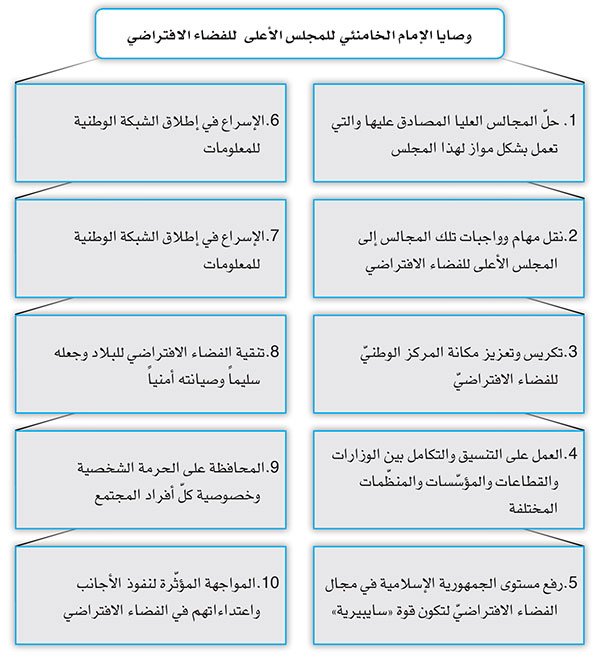 وصايا الإمام الخامنئي للمجلس الأعلى للفضاء الافتراضي
1. حلّ المجالس العليا المصادق عليها والتي
تعمل بشكل مواز لهذا المجلس
2.نقل مهام وواجبات تلك المجالس إلى
المجلس الأعلى للفضاء الافتراضي
3.تكريس وتعزيز مكانة المركز الوطنيّ
للفضاء الافتراضيّ
4.العمل على التنسيق والتكامل بين الوزارات
والقطاعات والمؤسّسات والمنظّمات
المختلفة
5.رفع مستوى الجمهورية الإسلامية في مجال
الفضاء الافتراضيّ لتكون قوة «سايبيرية»
6.الإسراع في إطلاق الشبكة الوطنية
للمعلومات
7.الإسراع في إطلاق الشبكة الوطنية
للمعلومات
8.تنقية الفضاء الافتراضي للبلاد وجعله
سليماً وصيانته أمنياً
9.المحافظة على الحرمة الشخصية
وخصوصية كلّ أفراد المجتمع
10.المواجهة المؤثّرة لنفوذ الأجانب
واعتداءاتهم في الفضاء الافتراضي